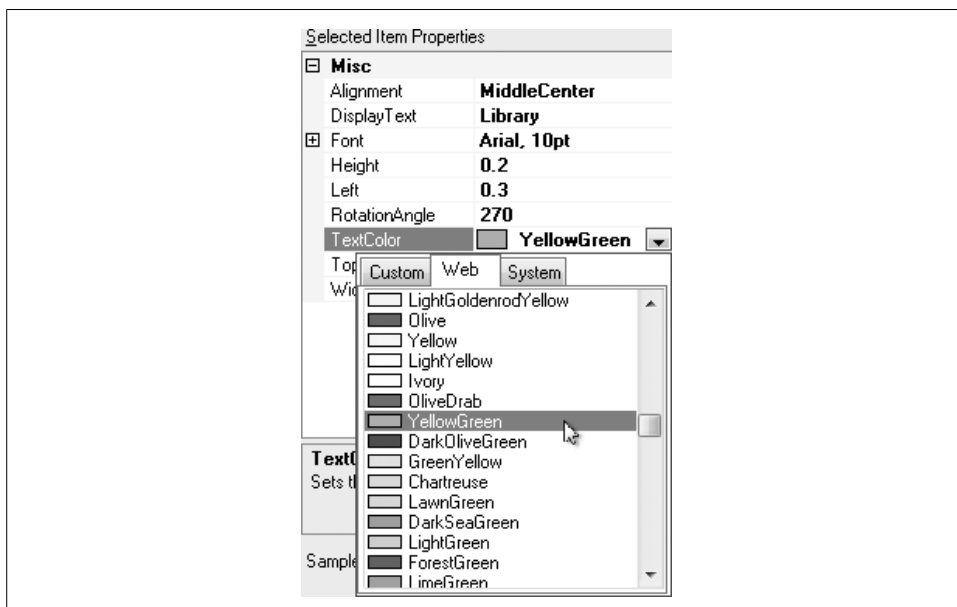 Selected Item Properties
Misc
Alignment MiddleCenter
DisplayText Library
Font Arial, 10pt
Height 0.2
Left 0.3
RotationAngle 270
TextColor YellowGreen
Custom Web System
LightGoldenrodYellow
Olive
Yellow
LightYellow
Ivory
OliveDrab
YellowGreen
DarkOliveGreen
GreenYellow
Chartreuse
LawnGreen
DarkSeaGreen
LightGreen
ForestGreen
LimeGreen
Sets
Sample